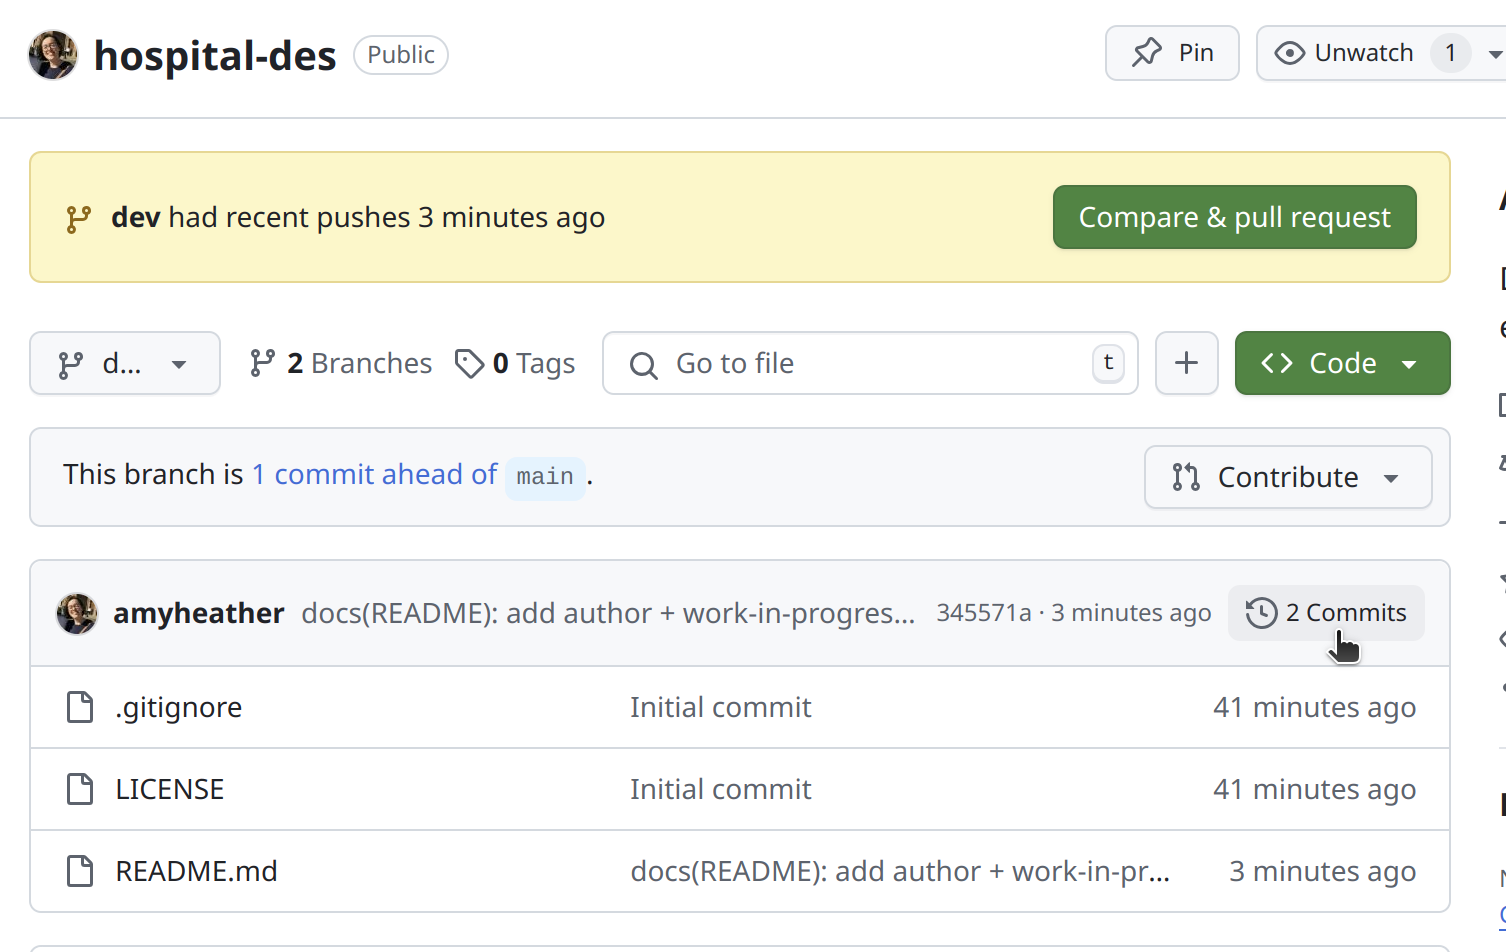 hospital-des Public Pin Unwatch 1
dev had recent pushes 3 minutes ago Compare & pull request
d... 2 Branches 0 Tags Go to file t Code
This branch is 1 commit ahead of main .
Contribute
amyheather docs(README): add author + work-in-progres... 345571a · 3 minutes ago 2 Commits
.gitignore Initial commit 41 minutes ago
LICENSE Initial commit 41 minutes ago
README.md docs(README): add author + work-in-pr... 3 minutes ago